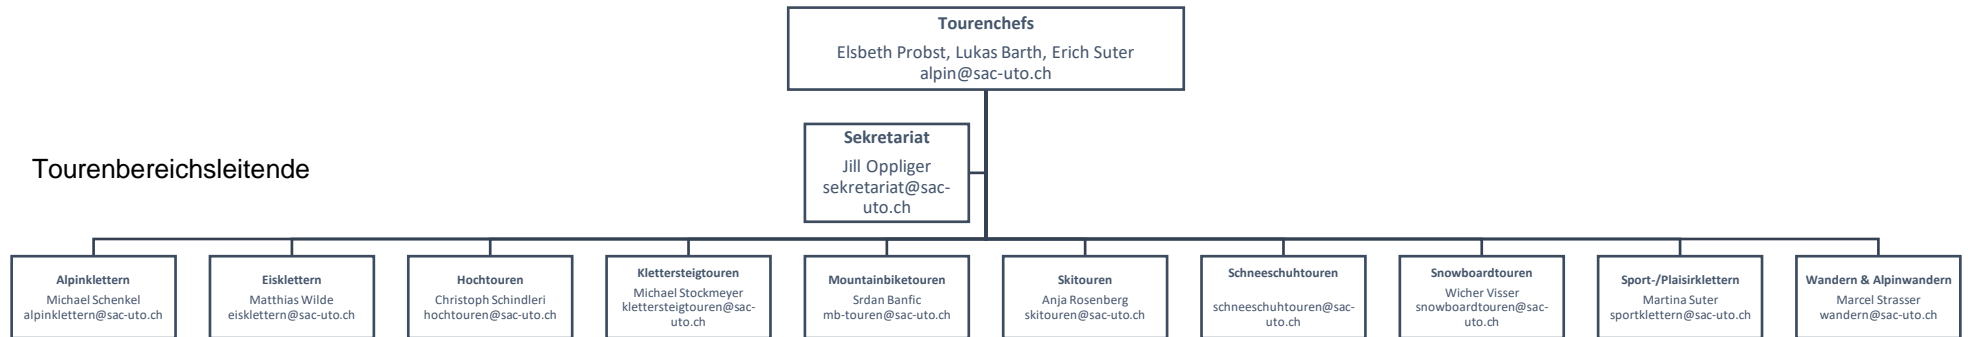 Tourenchefs
Elsbeth Probst, Lukas Barth, Erich Suter
alpin@sac-uto.ch
Sekretariat
Jill Oppliger
sekretariat@sac-
uto.ch
Tourenbereichsleitende
Alpinklettern
Michael Schenkel
alpinklettern@sac-uto.ch
Eisklettern
Matthias Wilde
eisklettern@sac-uto.ch
Hochtouren
Christoph Schindleri
hochtouren@sac-uto.ch
Klettersteigtouren
Michael Stockmeyer
klettersteigtouren@sac-
uto.ch
Mountainbiketouren
Srdan Banfic
mb-touren@sac-uto.ch
Skitouren
Anja Rosenberg
skitouren@sac-uto.ch
Schneeschuhtouren
schneeschuhtouren@sac-
uto.ch
Snowboardtouren
Wicher Visser
snowboardtouren@sac-
uto.ch
Sport-/Plaisirklettern
Martina Suter
sportklettern@sac-uto.ch
Wandern & Alpinwandern
Marcel Strasser
wandern@sac-uto.ch